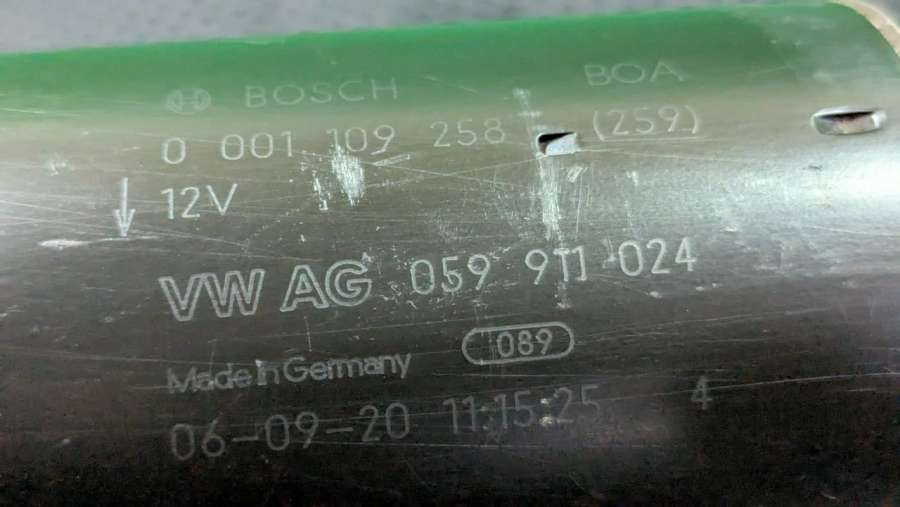 BOSCH BOA
0 001 109 258 (259)
12V
VW AG 059 911 024
089
Made in Germany
06-09-20 11:15:25 4